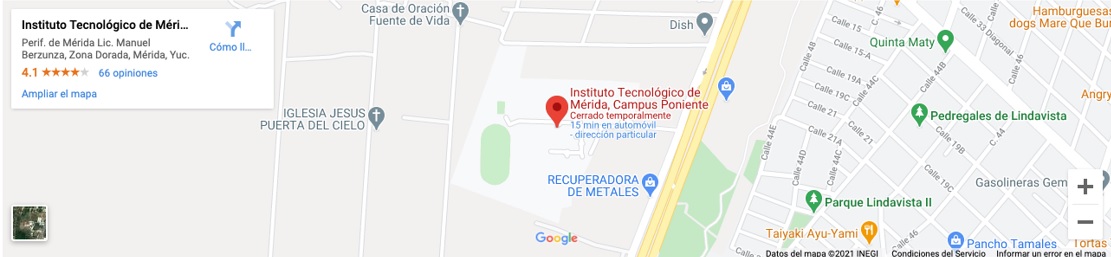 Instituto Tecnológico de Méri...
Perif. de Mérida Lic. Manuel
Berzunza, Zona Dorada, Mérida, Yuc.
4.1
66 opiniones
Ampliar el mapa
Cómo ll...
Casa de Oración
Fuente de Vida
IGLESIA JESUS
PUERTA DEL CIELO
Dish
Instituto Tecnológico de
Mérida, Campus Poniente
Cerrado temporalmente
15 min en automóvil
- dirección particular
RECUPERADORA
DE METALES
Google
Hamburguesas
dogs Mare Que Bu
Calle 33 Diagonal
Calle 46
Calle 15
Calle 48
Calle 15-A
Quinta Maty
Calle 44B
Calle 19A
Calle 44C
Angry
Calle 21
Calle 21A
Calle 44E
Calle 44D
Pedregales de Lindavista
Calle 19B
Calle 19C
Gasolineras Gem
Parque Lindavista II
Taiyaki Ayu-Yami
Calle 46
Pancho Tamales
Tortas
Datos del mapa ©2021 INEGI
Condiciones del Servicio
Informar un error en el mapa